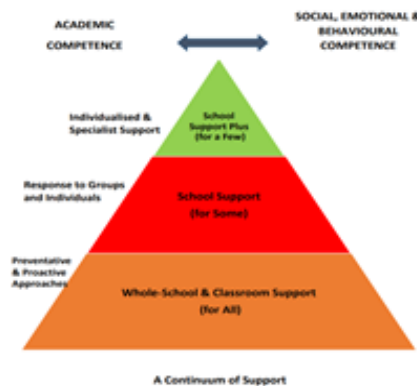 ACADEMIC
COMPETENCE
SOCIAL, EMOTIONAL &
BEHAVIOURAL
COMPETENCE
Individualised &
Specialist Support
School
Support Plus
(for a Few)
Response to Groups
and Individuals
School Support
(for Some)
Preventative
& Proactive
Approaches
Whole-School & Classroom Support
(for All)
A Continuum of Support